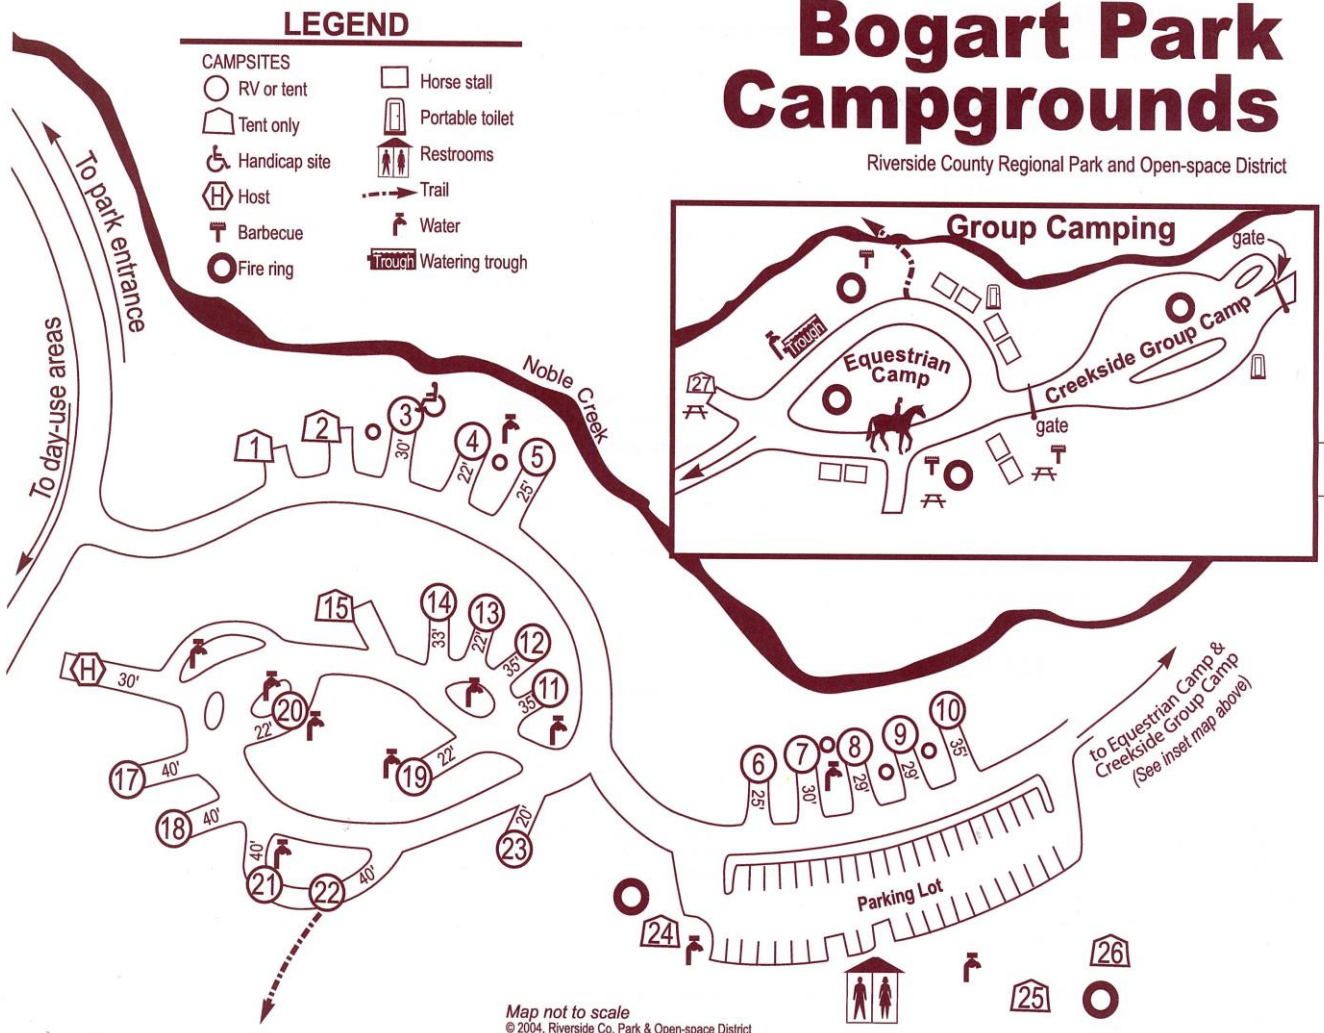 LEGEND
CAMPSITES
RV or tent
Tent only
Handicap site
H Host
Barbecue
Fire ring
Horse stall
Portable toilet
Restrooms
Trail
Water
Trough Watering trough
Bogart Park
Campgrounds
Riverside County Regional Park and Open-space District
Group Camping
gate
Trough
Equestrian
Camp
Creekside Group Camp
27
gate
To park entrance
To day-use areas
Noble Creek
1
2
3
30'
4
22'
5
25'
15
14
33'
13
22'
12
35'
11
35'
H
30'
20
22'
19
22'
17
40'
18
40'
21
40'
22
40'
23
20'
6
25'
7
30'
8
29'
9
29'
10
35'
to Equestrian Camp &
Creekside Group Camp
(See inset map above)
Parking Lot
24
25
26
Map not to scale
© 2004, Riverside Co. Park & Open-space District